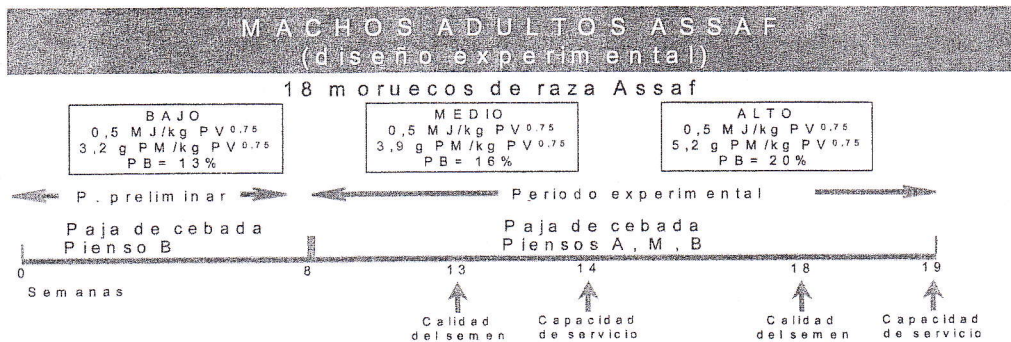 MACHOS ADULTOS ASSAF
(diseño experimental)
18 moruecos de raza Assaf
BAJO
0,5 MJ/kg PV0.75
3,2 g PM/kg PV0.75
PB= 13%
MEDIO
0,5 MJ/kg PV0.75
3,9 g PM/kg PV0.75
PB= 16%
ALTO
0,5 MJ/kg PV0.75
5,2 g PM/kg PV0.75
PB= 20%
P. preliminar
Periodo experimental
Paja de cebada
Pienso B
Paja de cebada
Piensos A, M, B
0 8 13 14 18 19
Semanas
Calidad
del semen
Capacidad
de servicio
Calidad
del semen
Capacidad
de servicio